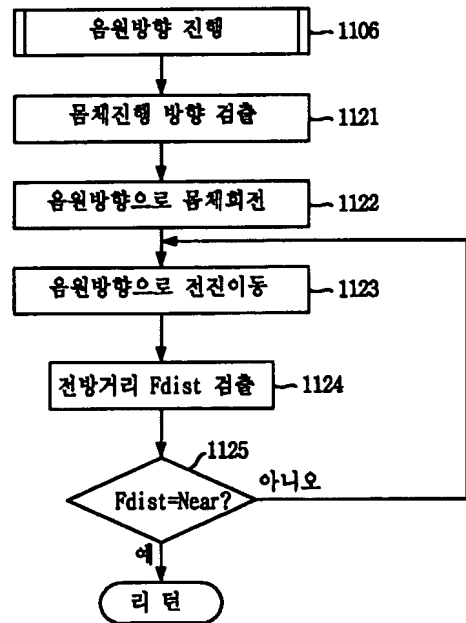 음원방향 진행
1106
몸체진행 방향 검출
1121
음원방향으로 몸체회전
1122
음원방향으로 전진이동
1123
전방거리 Fdist 검출
1124
1125
Fdist=Near?
아니오
예
리 턴